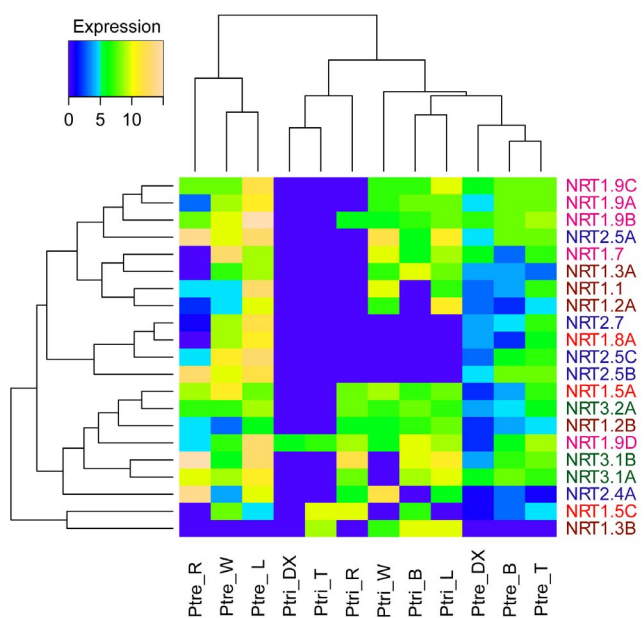 Expression
0 5 10
NRT1.9C
NRT1.9A
NRT1.9B
NRT2.5A
NRT1.7
NRT1.3A
NRT1.1
NRT1.2A
NRT2.7
NRT1.8A
NRT2.5C
NRT2.5B
NRT1.5A
NRT3.2A
NRT1.2B
NRT1.9D
NRT3.1B
NRT3.1A
NRT2.4A
NRT1.5C
NRT1.3B
Ptre_R
Ptre_W
Ptre_L
Ptri_DX
Ptri_T
Ptri_R
Ptri_W
Ptri_B
Ptri_L
Ptre_DX
Ptre_B
Ptre_T